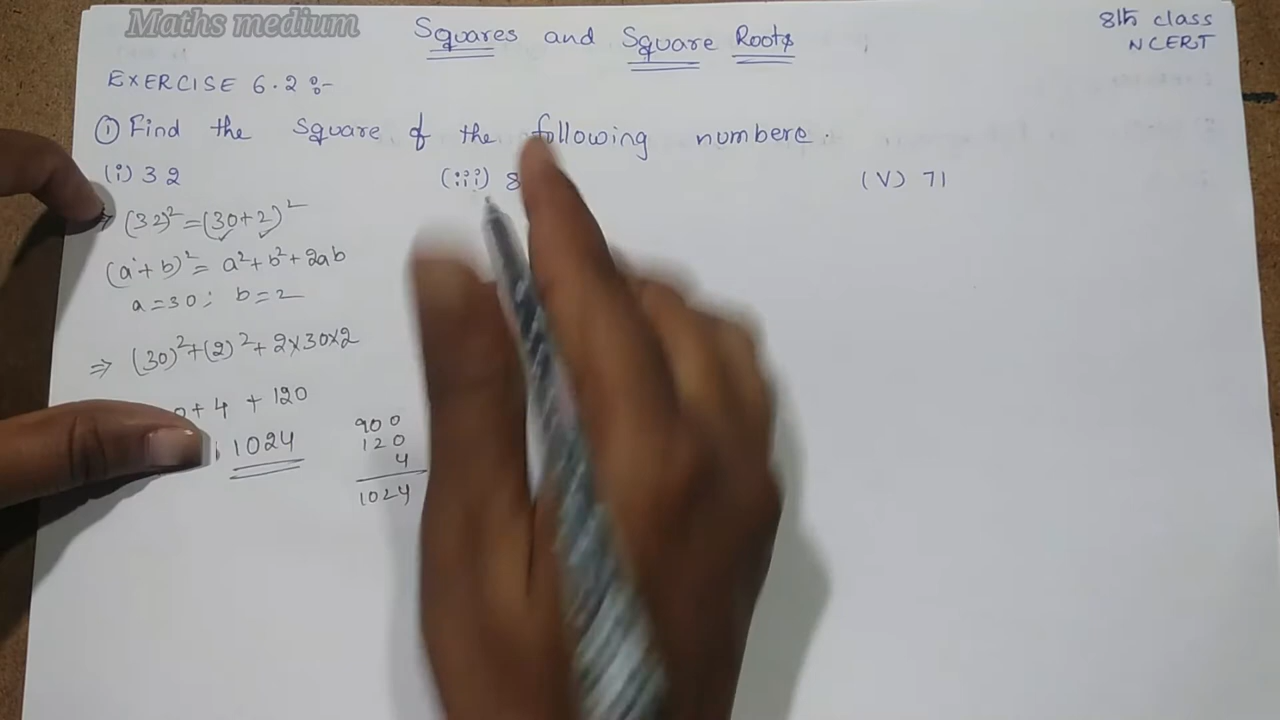 Maths medium
Squares and Square Roots
8th class
NCERT
EXERCISE 6.2 :-
① Find the Square of the following numbers.
(i) 32 (iii) 8 (V) 71
⇒ (32)² = (30+2)²
(a+b)² = a²+b²+2ab
a=30; b=2
⇒ (30)²+(2)²+2×30×2
0+4+120
1024
900
120
4
1024